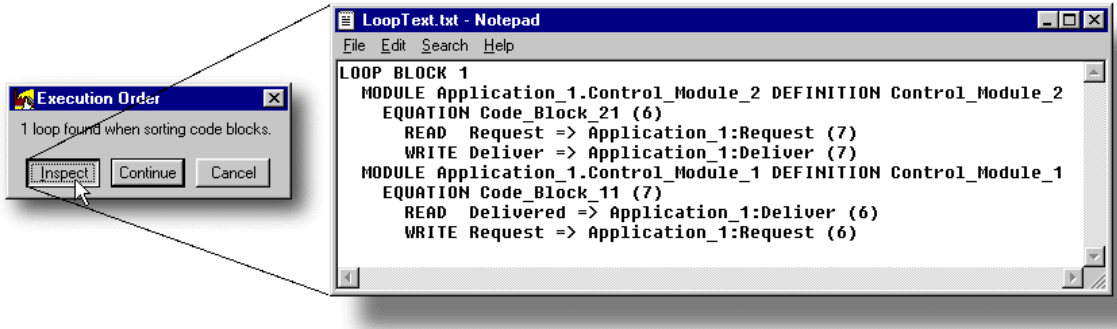 Execution Order
1 loop found when sorting code blocks.
Inspect Continue Cancel
LoopText.txt - Notepad
File Edit Search Help
LOOP BLOCK 1
MODULE Application_1.Control_Module_2 DEFINITION Control_Module_2
EQUATION Code_Block_21 (6)
READ Request => Application_1:Request (7)
WRITE Deliver => Application_1:Deliver (7)
MODULE Application_1.Control_Module_1 DEFINITION Control_Module_1
EQUATION Code_Block_11 (7)
READ Delivered => Application_1:Deliver (6)
WRITE Request => Application_1:Request (6)